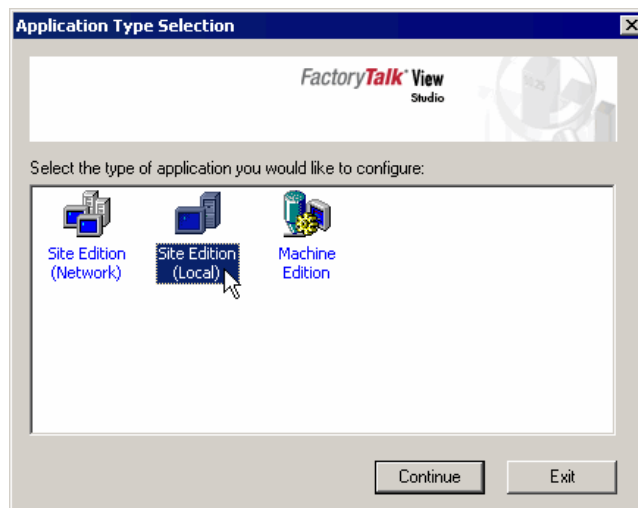 Application Type Selection
FactoryTalk View
Studio
Select the type of application you would like to configure:
Site Edition
(Network)
Site Edition
(Local)
Machine
Edition
Continue
Exit